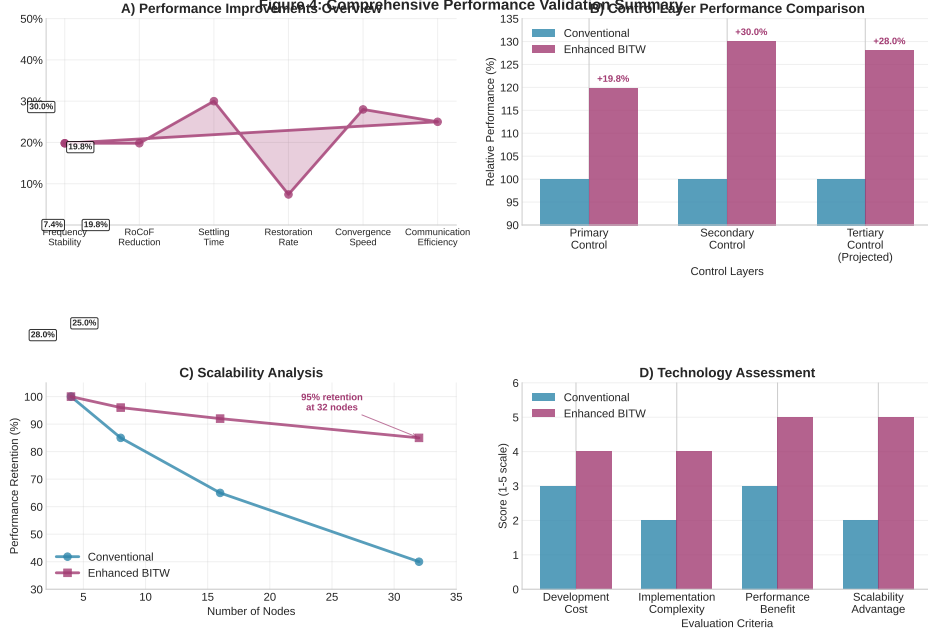 Figure 4: Comprehensive Performance Validation Summary
A) Performance Improvements Overview
50%
40%
30%
20%
10%
30.0%
19.8%
7.4%
19.8%
28.0%
25.0%
Frequency
Stability
RoCoF
Reduction
Settling
Time
Restoration
Rate
Convergence
Speed
Communication
Efficiency
B) Control Layer Performance Comparison
Conventional
Enhanced BITW
Relative Performance (%)
135
130
125
120
115
110
105
100
95
90
+19.8%
+30.0%
+28.0%
Primary
Control
Secondary
Control
Tertiary
Control
(Projected)
Control Layers
C) Scalability Analysis
Performance Retention (%)
100
90
80
70
60
50
40
30
95% retention
at 32 nodes
Conventional
Enhanced BITW
5
10
15
20
25
30
35
Number of Nodes
D) Technology Assessment
Conventional
Enhanced BITW
Score (1-5 scale)
6
5
4
3
2
1
0
Development
Cost
Implementation
Complexity
Performance
Benefit
Scalability
Advantage
Evaluation Criteria